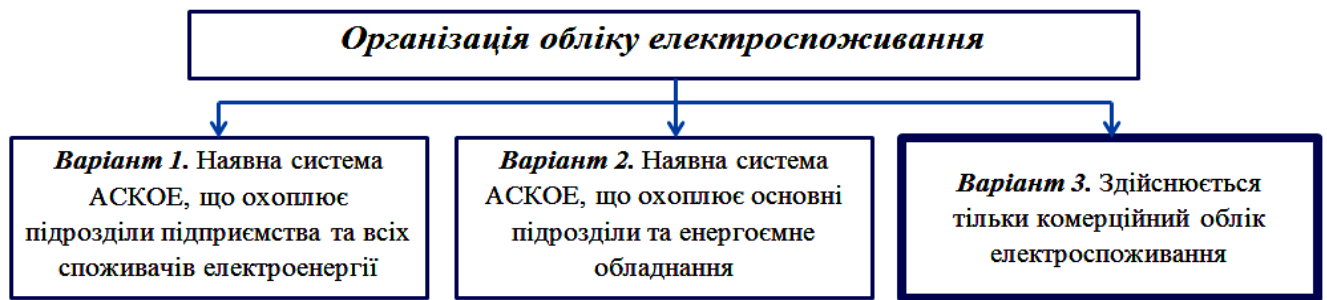 Організація обліку електроспоживання
Варіант 1. Наявна система
АСКОЕ, що охоплює
підрозділи підприємства та всіх
споживачів електроенергії
Варіант 2. Наявна система
АСКОЕ, що охоплює основні
підрозділи та енергоємне
обладнання
Варіант 3. Здійснюється
тільки комерційний облік
електроспоживання